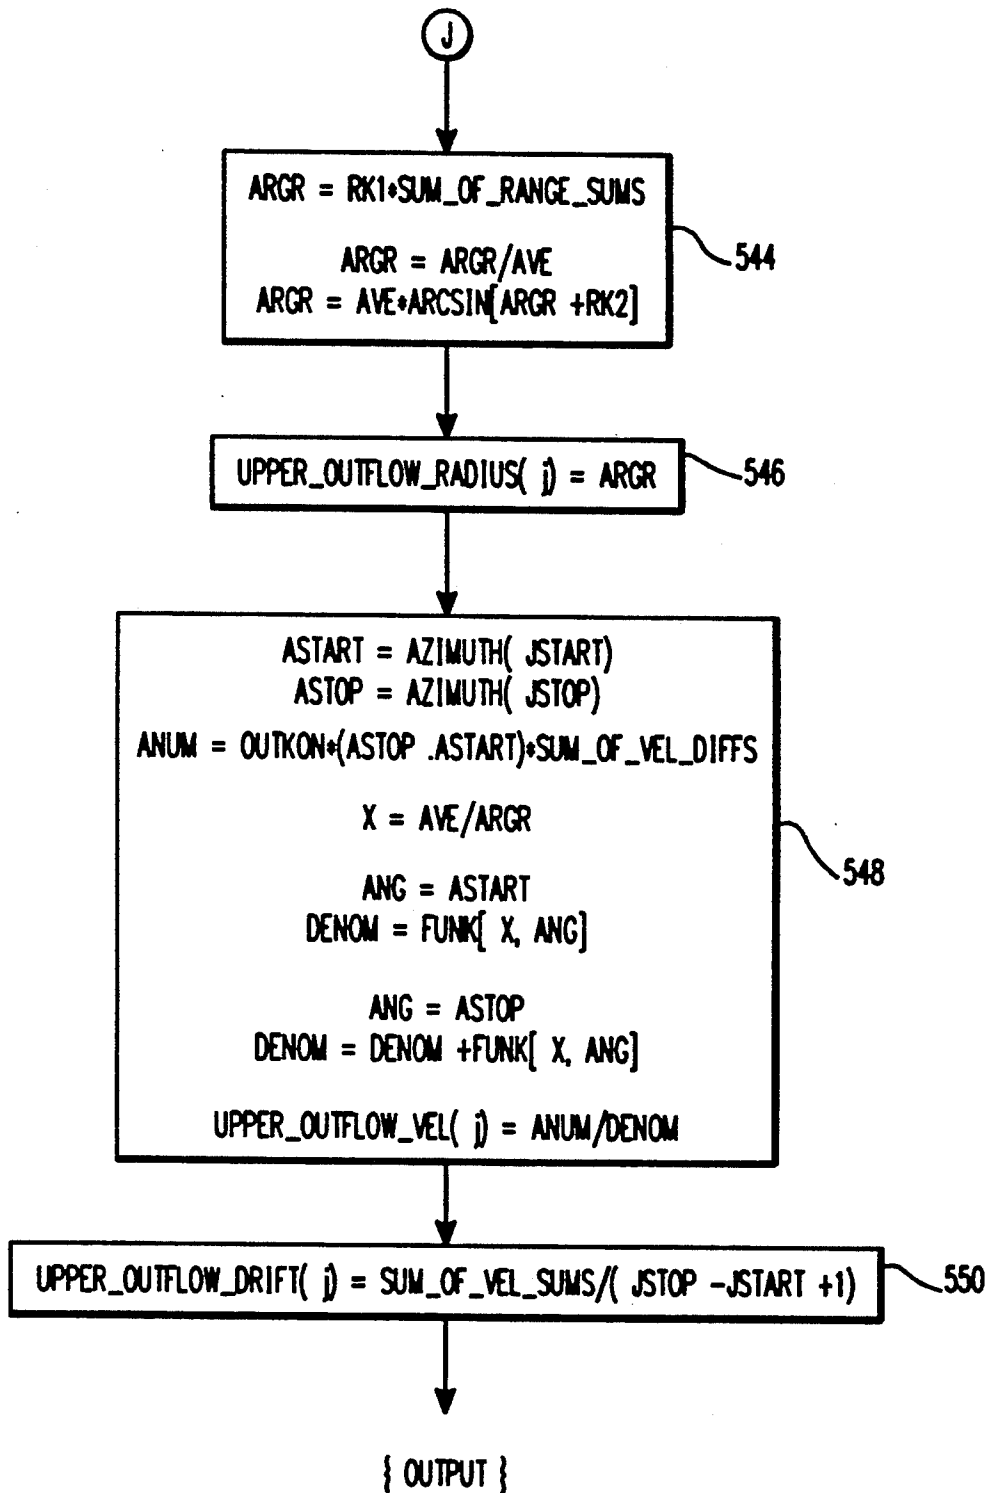 J
ARGR = RK1*SUM_OF_RANGE_SUMS
ARGR = ARGR/AVE
ARGR = AVE*ARCSIN[ARGR +RK2]
544
UPPER_OUTFLOW_RADIUS( j) = ARGR
546
ASTART = AZIMUTH( JSTART)
ASTOP = AZIMUTH( JSTOP)
ANUM = OUTKON*(ASTOP .ASTART)*SUM_OF_VEL_DIFFS
X = AVE/ARGR
ANG = ASTART
DENOM = FUNK[ X, ANG]
ANG = ASTOP
DENOM = DENOM +FUNK[ X, ANG]
UPPER_OUTFLOW_VEL( j) = ANUM/DENOM
548
UPPER_OUTFLOW_DRIFT( j) = SUM_OF_VEL_SUMS/( JSTOP -JSTART +1)
550
{ OUTPUT }